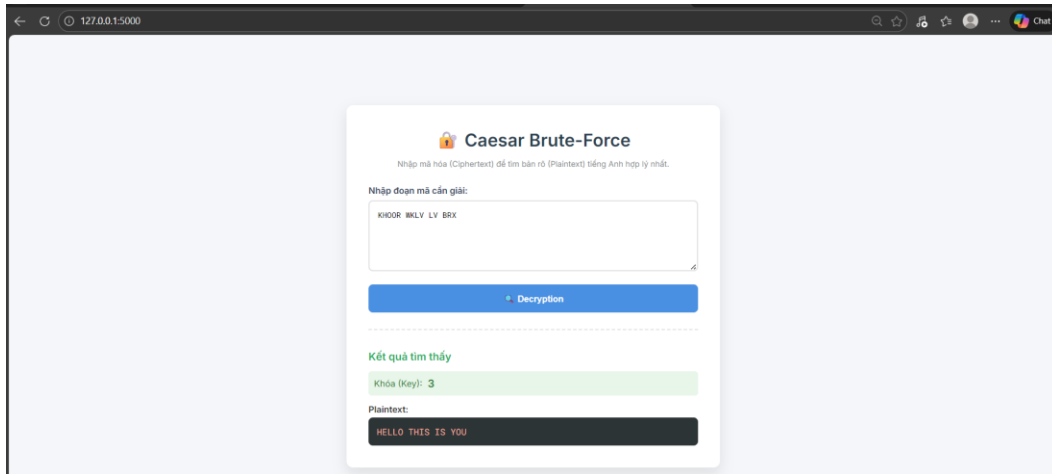 127.0.0.1:5000
Chat
Caesar Brute-Force
Nhập mã hóa (Ciphertext) để tìm bản rõ (Plaintext) tiếng Anh hợp lý nhất.
Nhập đoạn mã cần giải:
KHOOR WKLV LV BRX
Decryption
Kết quả tìm thấy
Khóa (Key): 3
Plaintext:
HELLO THIS IS YOU